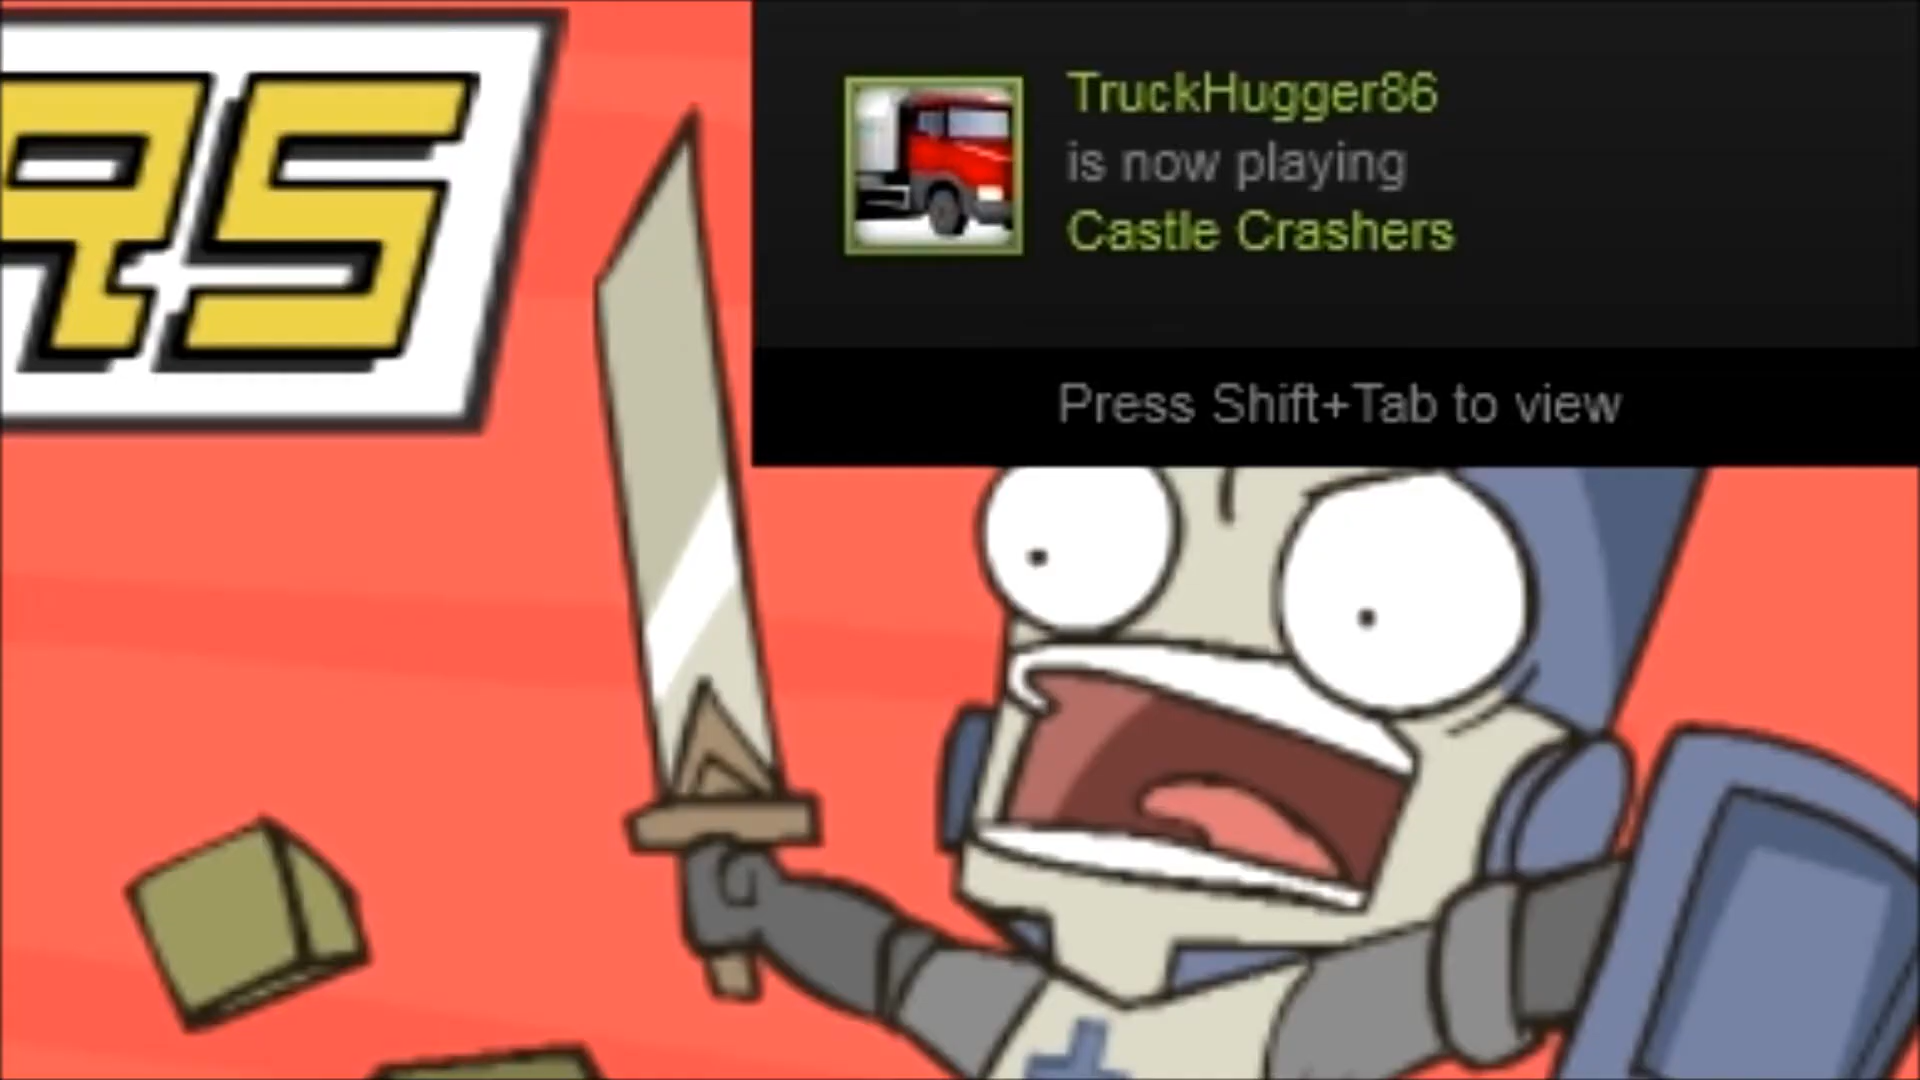 RS
TruckHugger86
is now playing
Castle Crashers
Press Shift+Tab to view